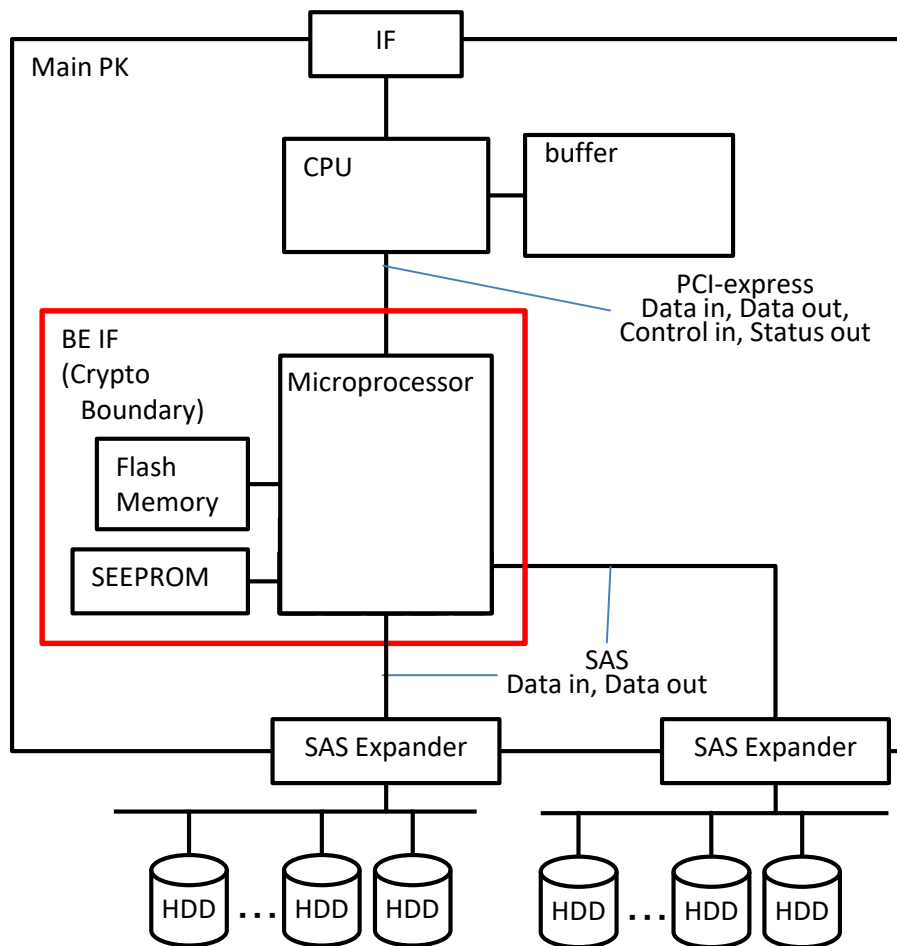 IF
Main PK
CPU
buffer
PCI-express
Data in, Data out,
Control in, Status out
BE IF
(Crypto
Boundary)
Microprocessor
Flash
Memory
SEEPROM
SAS
Data in, Data out
SAS Expander
SAS Expander
HDD ... HDD HDD
HDD ... HDD HDD